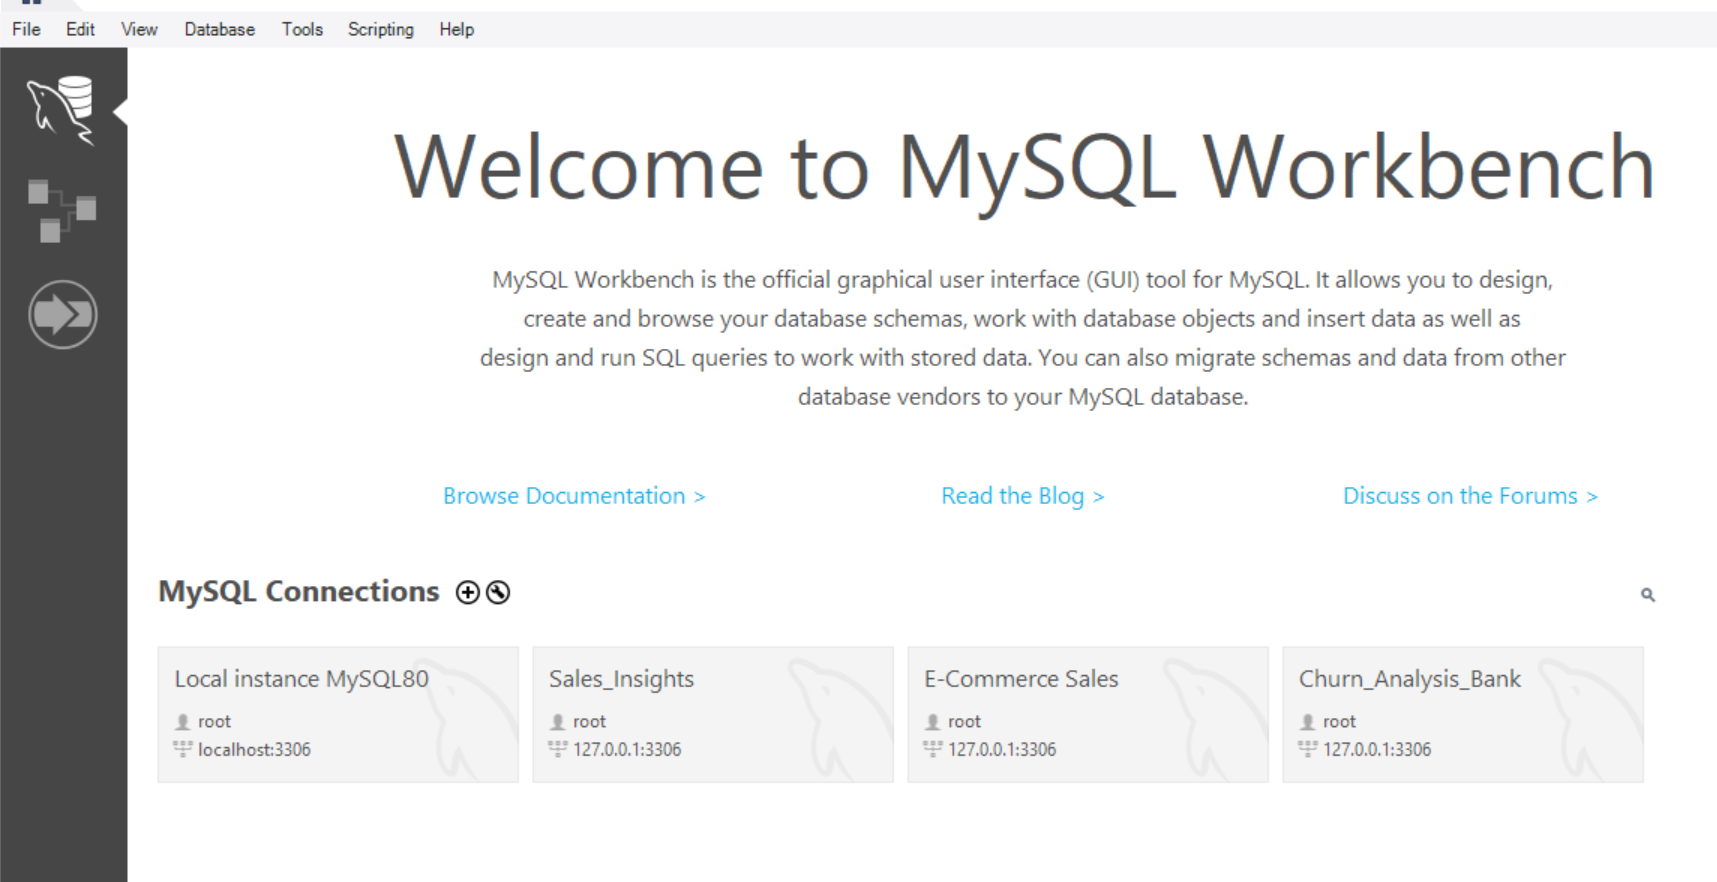 File Edit View Database Tools Scripting Help
Welcome to MySQL Workbench
MySQL Workbench is the official graphical user interface (GUI) tool for MySQL. It allows you to design,
create and browse your database schemas, work with database objects and insert data as well as
design and run SQL queries to work with stored data. You can also migrate schemas and data from other
database vendors to your MySQL database.
Browse Documentation > Read the Blog > Discuss on the Forums >
MySQL Connections
Local instance MySQL80
root
localhost:3306
Sales_Insights
root
127.0.0.1:3306
E-Commerce Sales
root
127.0.0.1:3306
Churn_Analysis_Bank
root
127.0.0.1:3306